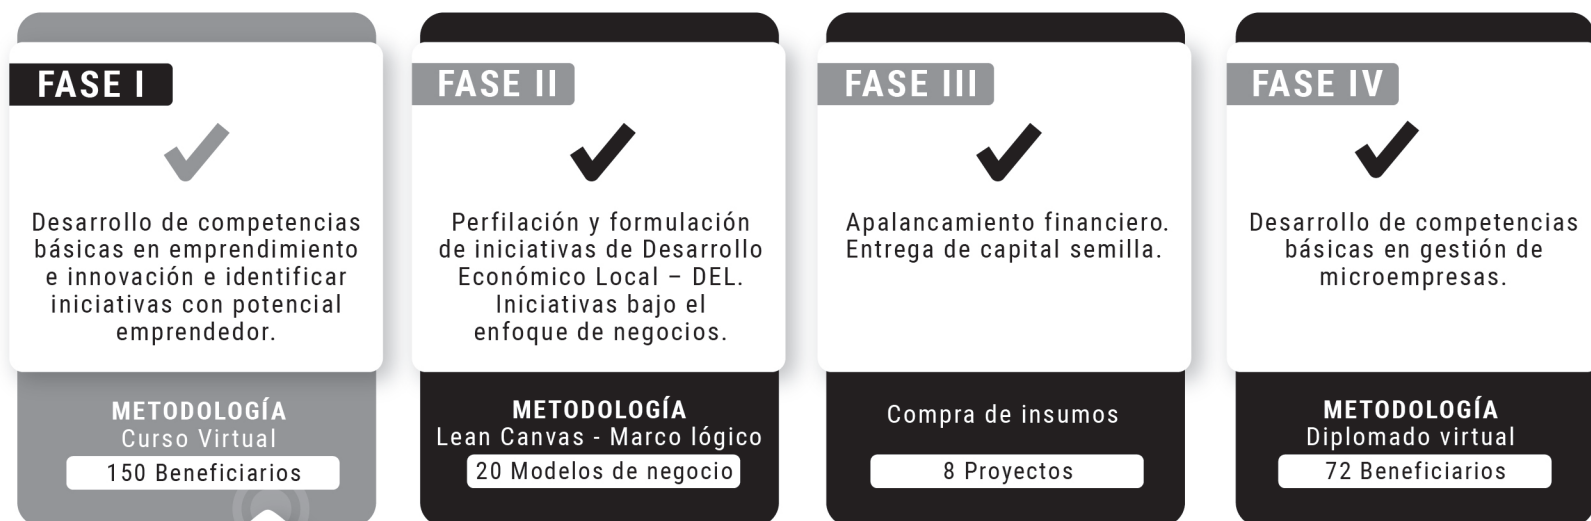 FASE I
Desarrollo de competencias
básicas en emprendimiento
e innovación e identificar
iniciativas con potencial
emprendedor.
METODOLOGÍA
Curso Virtual
150 Beneficiarios
FASE II
Perfilación y formulación
de iniciativas de Desarrollo
Económico Local – DEL.
Iniciativas bajo el
enfoque de negocios.
METODOLOGÍA
Lean Canvas - Marco lógico
20 Modelos de negocio
FASE III
Apalancamiento financiero.
Entrega de capital semilla.
Compra de insumos
8 Proyectos
FASE IV
Desarrollo de competencias
básicas en gestión de
microempresas.
METODOLOGÍA
Diplomado virtual
72 Beneficiarios